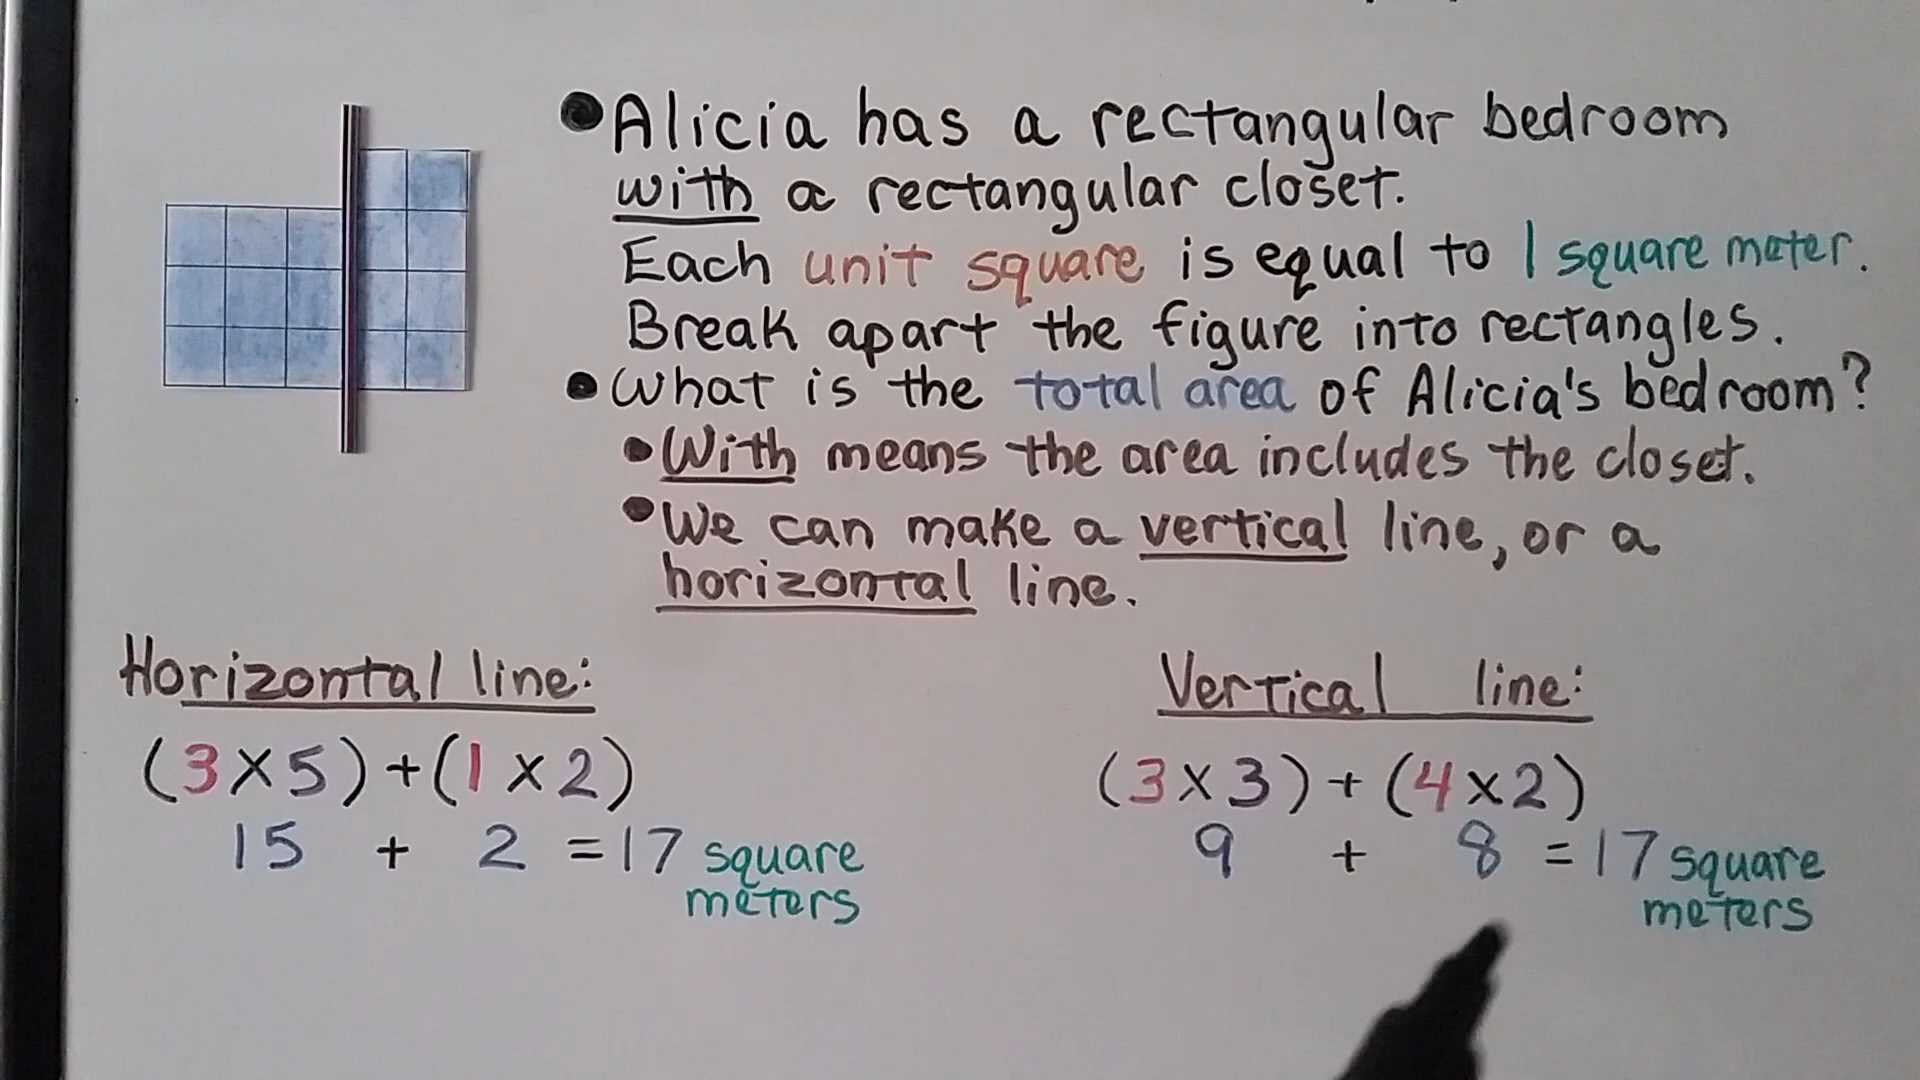 •Alicia has a rectangular bedroom
with a rectangular closet.
Each unit square is equal to 1 square meter.
Break apart the figure into rectangles.
•What is the total area of Alicia's bedroom?
•With means the area includes the closet.
•We can make a vertical line, or a
horizontal line.
Horizontal line:
(3×5)+(1×2)
15 + 2 =17 square
meters
Vertical line:
(3×3)+(4×2)
9 + 8 =17 square
meters